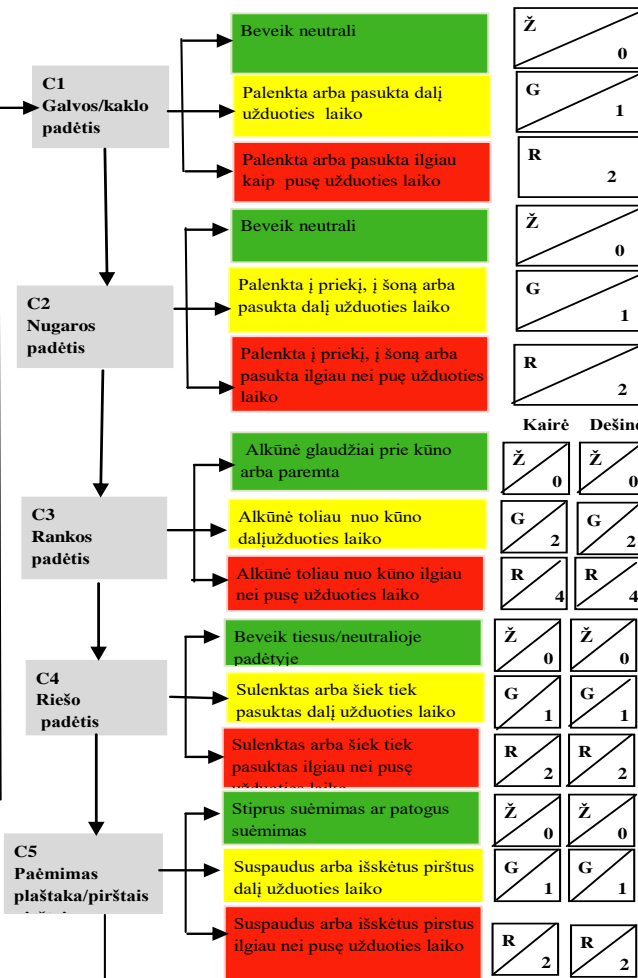 C1
Galvos/kaklo
padėtis
Beveik neutrali
Ž
0
Palenkta arba pasukta dalį
užduoties laiko
G
1
Palenkta arba pasukta ilgiau
kaip pusę užduoties laiko
R
2
C2
Nugaros
padėtis
Beveik neutrali
Ž
0
Palenkta į priekį, į šoną arba
pasukta dalį užduoties laiko
G
1
Palenkta į priekį, į šoną arba
pasukta ilgiau nei puę užduoties
laiko
R
2
Kairė Dešinė
C3
Rankos
padėtis
Alkūnė glaudžiai prie kūno
arba paremta
Ž Ž
0 0
Alkūnė toliau nuo kūno
dalįužduoties laiko
G G
2 2
Alkūnė toliau nuo kūno ilgiau
nei pusę užduoties laiko
R R
4 4
C4
Riešo
padėtis
Beveik tiesus/neutralioje
padėtyje
Ž Ž
0 0
Sulenktas arba šiek tiek
pasuktas dalį užduoties laiko
G G
1 1
Sulenktas arba šiek tiek
pasuktas ilgiau nei pusę
užduoties laiko
R R
2 2
C5
Paėmimas
plaštaka/pirštais
Stiprus suėmimas ar patogus
suėmimas
Ž Ž
0 0
Suspaudus arba išskėtus pirštus
dalį užduoties laiko
G G
1 1
Suspaudus arba išskėtus pirstus
ilgiau nei pusę užduoties laiko
R R
2 2